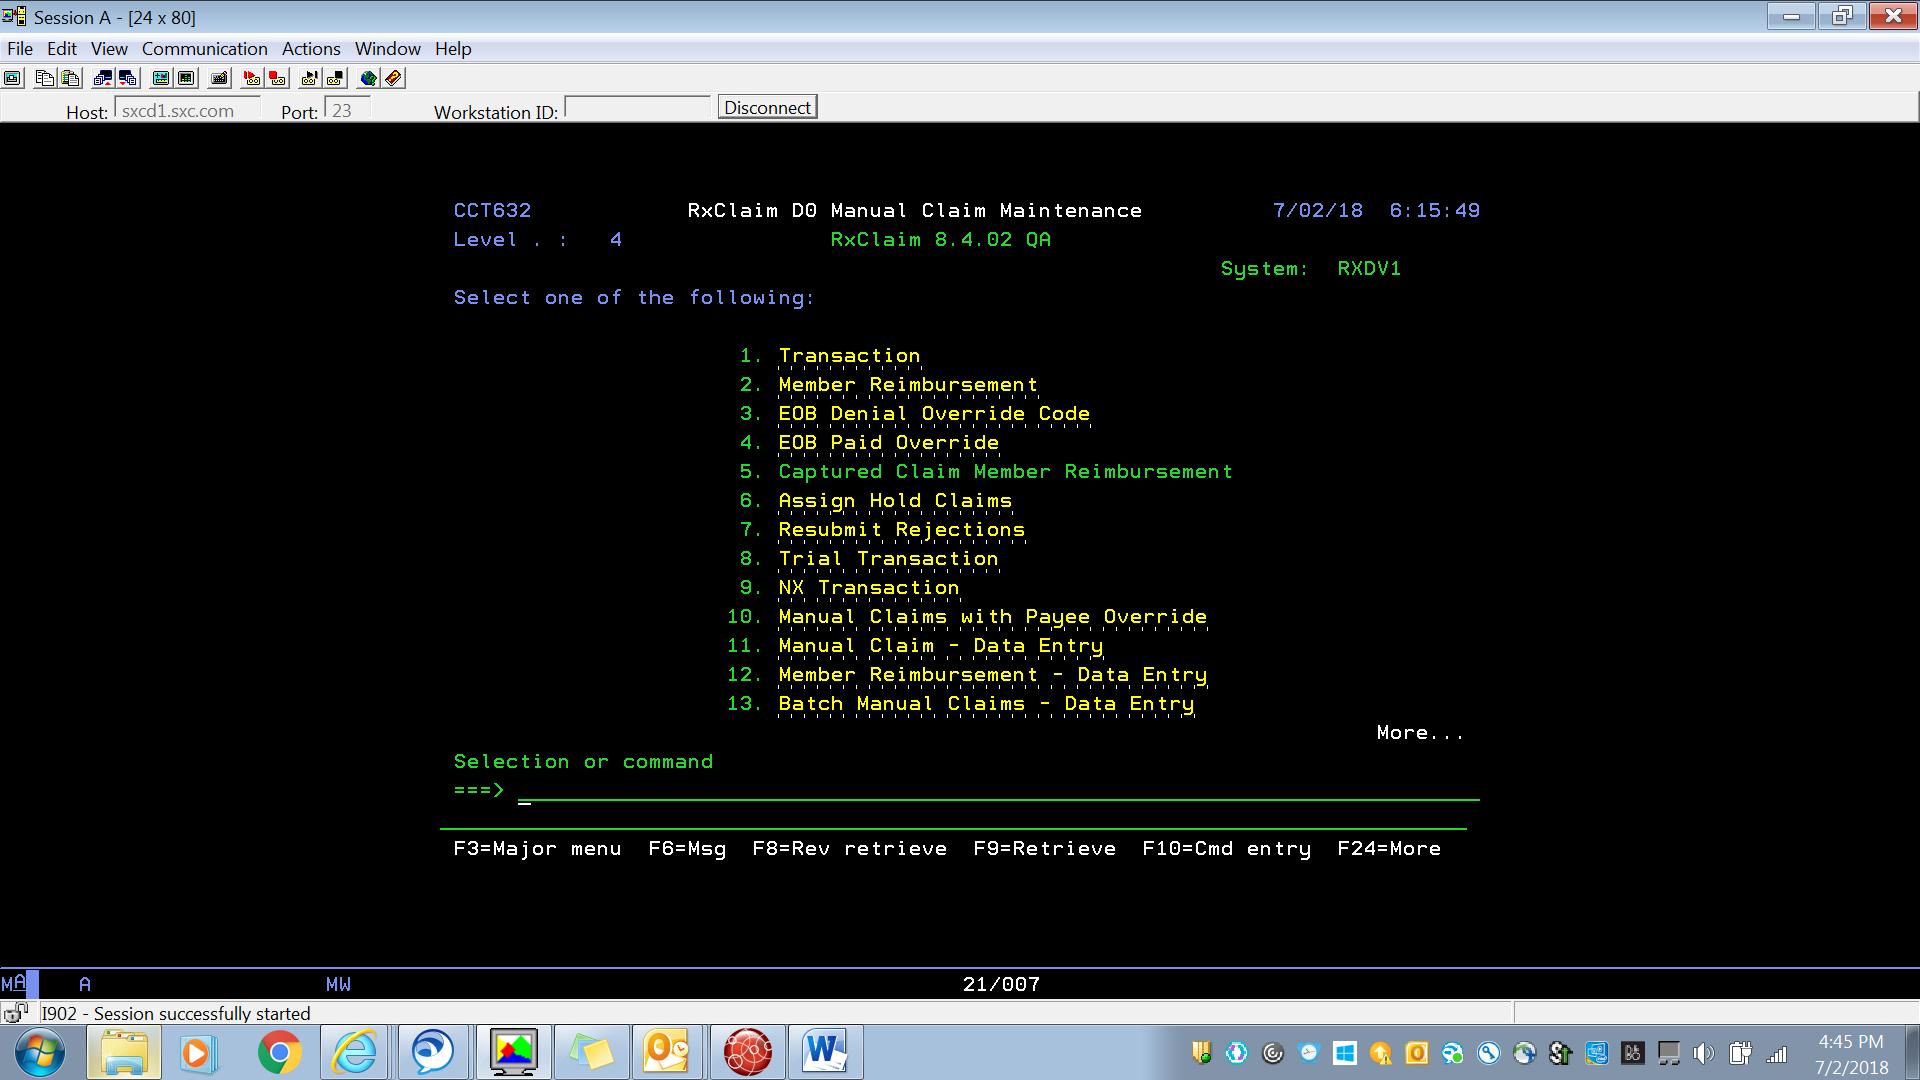 Session A - [24 x 80]
File Edit View Communication Actions Window Help
Host: sxcd1.sxc.com Port: 23 Workstation ID: Disconnect
CCT632 RxClaim D0 Manual Claim Maintenance 7/02/18 6:15:49
Level . : 4 RxClaim 8.4.02 QA
System: RXDV1
Select one of the following:
1. Transaction
2. Member Reimbursement
3. EOB Denial Override Code
4. EOB Paid Override
5. Captured Claim Member Reimbursement
6. Assign Hold Claims
7. Resubmit Rejections
8. Trial Transaction
9. NX Transaction
10. Manual Claims with Payee Override
11. Manual Claim - Data Entry
12. Member Reimbursement - Data Entry
13. Batch Manual Claims - Data Entry
More...
Selection or command
===>
F3=Major menu F6=Msg F8=Rev retrieve F9=Retrieve F10=Cmd entry F24=More
MA A MW 21/007
I902 - Session successfully started
4:45 PM
7/2/2018